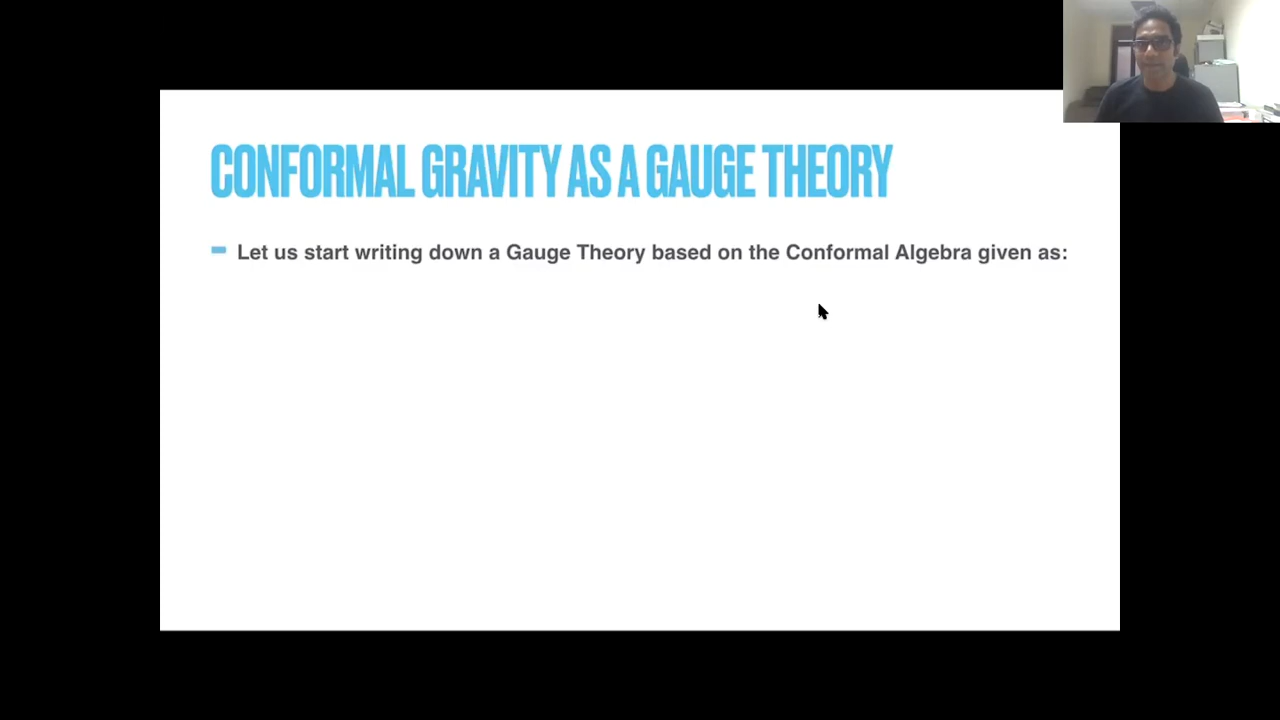 CONFORMAL GRAVITY AS A GAUGE THEORY
Let us start writing down a Gauge Theory based on the Conformal Algebra given as: